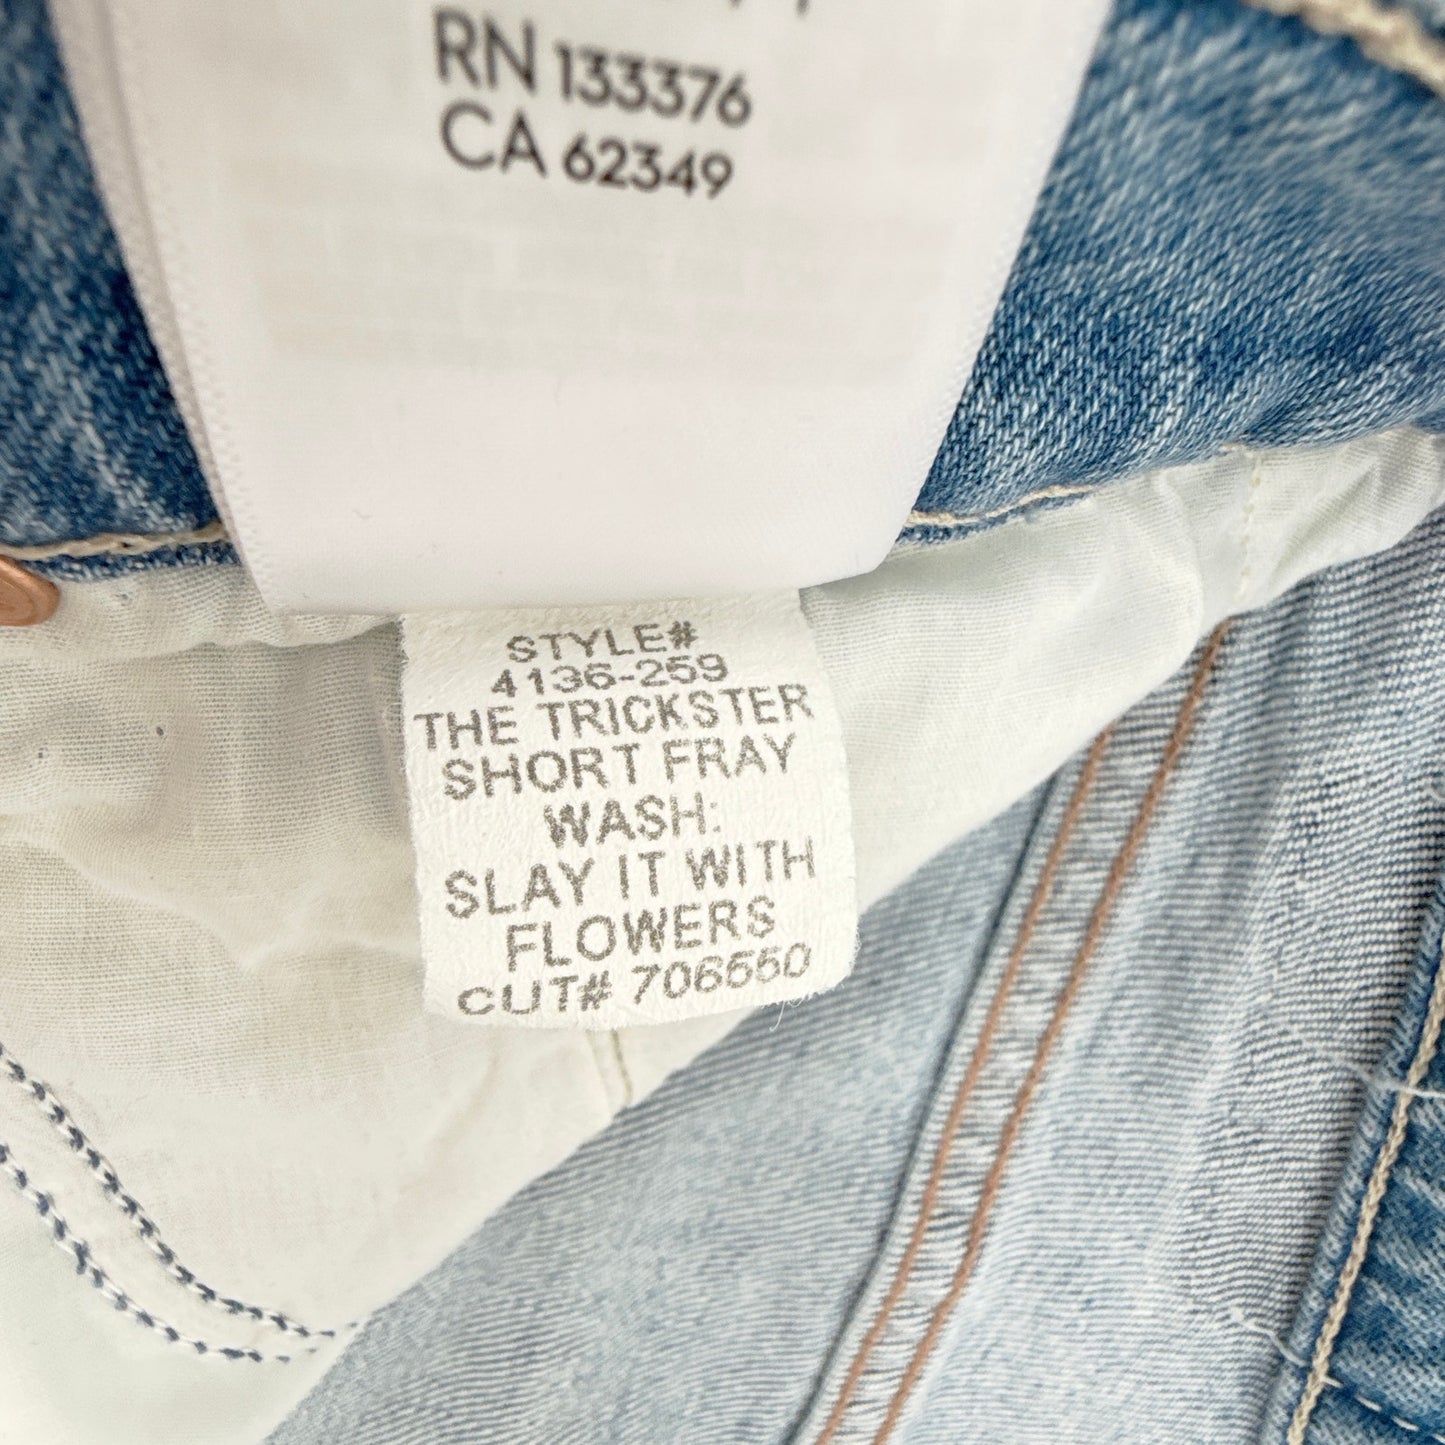 RN 133376
CA 62349
STYLE#
4136-259
THE TRICKSTER
SHORT FRAY
WASH:
SLAY IT WITH
FLOWERS
CUT# 706550